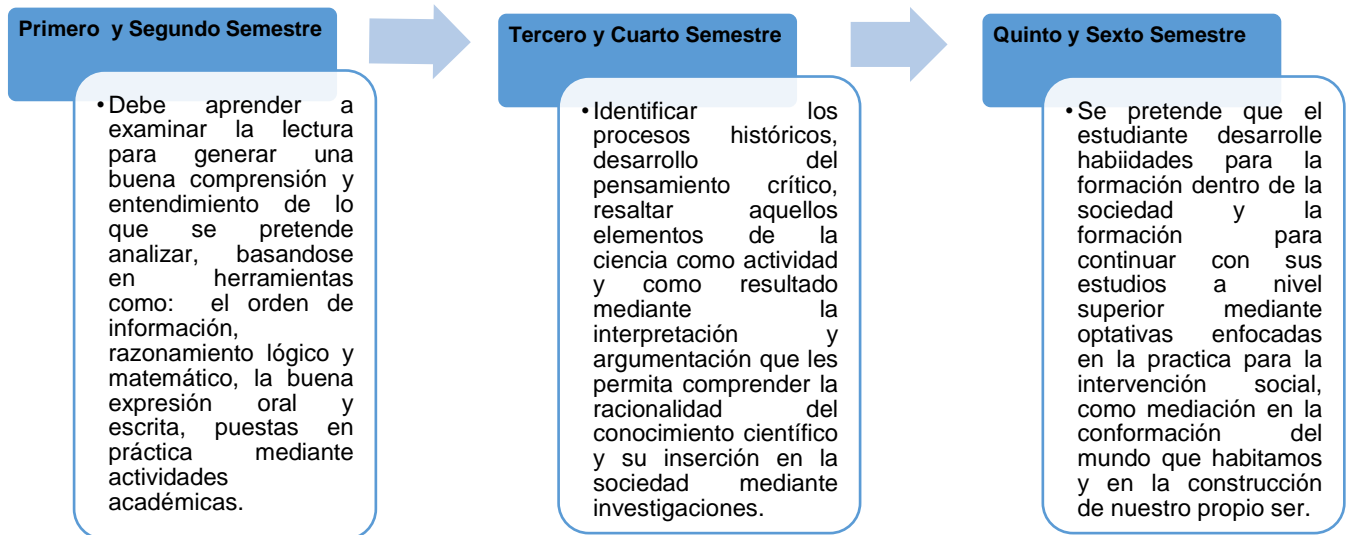 Primero y Segundo Semestre
•Debe aprender a
examinar la lectura
para generar una
buena comprensión y
entendimiento de lo
que se pretende
analizar, basandose
en herramientas
como: el orden de
información,
razonamiento lógico y
matemático, la buena
expresión oral y
escrita, puestas en
práctica mediante
actividades
académicas.
Tercero y Cuarto Semestre
•Identificar los
procesos históricos,
desarrollo del
pensamiento crítico,
resaltar aquellos
elementos de la
ciencia como actividad
y como resultado
mediante la
interpretación y
argumentación que les
permita comprender la
racionalidad del
conocimiento científico
y su inserción en la
sociedad mediante
investigaciones.
Quinto y Sexto Semestre
•Se pretende que el
estudiante desarrolle
habiidades para la
formación dentro de la
sociedad y la
formación para
continuar con sus
estudios a nivel
superior mediante
optativas enfocadas
en la practica para la
intervención social,
como mediación en la
conformación del
mundo que habitamos
y en la construcción
de nuestro propio ser.